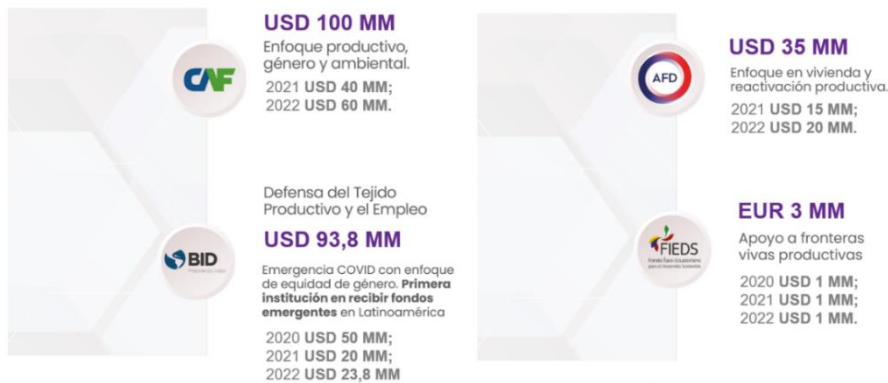 CAF
USD 100 MM
Enfoque productivo,
género y ambiental.
2021 USD 40 MM;
2022 USD 60 MM.
BID
Defensa del Tejido
Productivo y el Empleo
USD 93,8 MM
Emergencia COVID con enfoque
de equidad de género. Primera
institución en recibir fondos
emergentes en Latinoamérica
2020 USD 50 MM;
2021 USD 20 MM;
2022 USD 23,8 MM
AFD
USD 35 MM
Enfoque en vivienda y
reactivación productiva.
2021 USD 15 MM;
2022 USD 20 MM.
FIEDS
EUR 3 MM
Apoyo a fronteras
vivas productivas
2020 USD 1 MM;
2021 USD 1 MM;
2022 USD 1 MM.